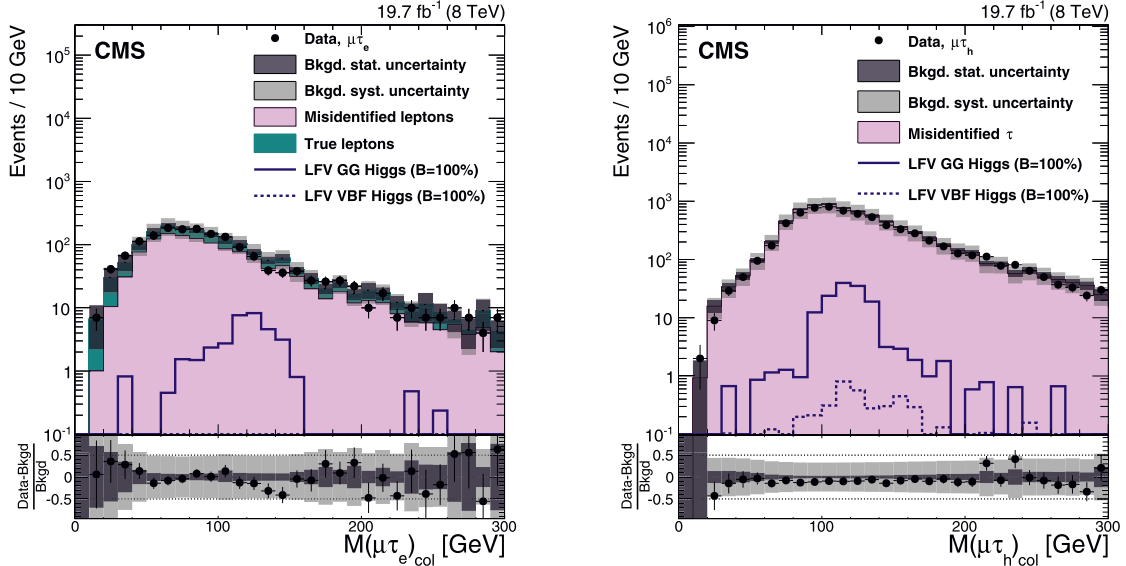 19.7 fb⁻¹ (8 TeV)
CMS
Data, μτₑ
Bkgd. stat. uncertainty
Bkgd. syst. uncertainty
Misidentified leptons
True leptons
LFV GG Higgs (B=100%)
LFV VBF Higgs (B=100%)
Events / 10 GeV
10⁵
10⁴
10³
10²
10
1
10⁻¹
Data-Bkgd
Bkgd
0.5
0
-0.5
0 100 200 300
M(μτₑ)col [GeV]
19.7 fb⁻¹ (8 TeV)
CMS
Data, μτₕ
Bkgd. stat. uncertainty
Bkgd. syst. uncertainty
Misidentified τ
LFV GG Higgs (B=100%)
LFV VBF Higgs (B=100%)
Events / 10 GeV
10⁶
10⁵
10⁴
10³
10²
10
1
10⁻¹
Data-Bkgd
Bkgd
0.5
0
-0.5
0 100 200 300
M(μτₕ)col [GeV]